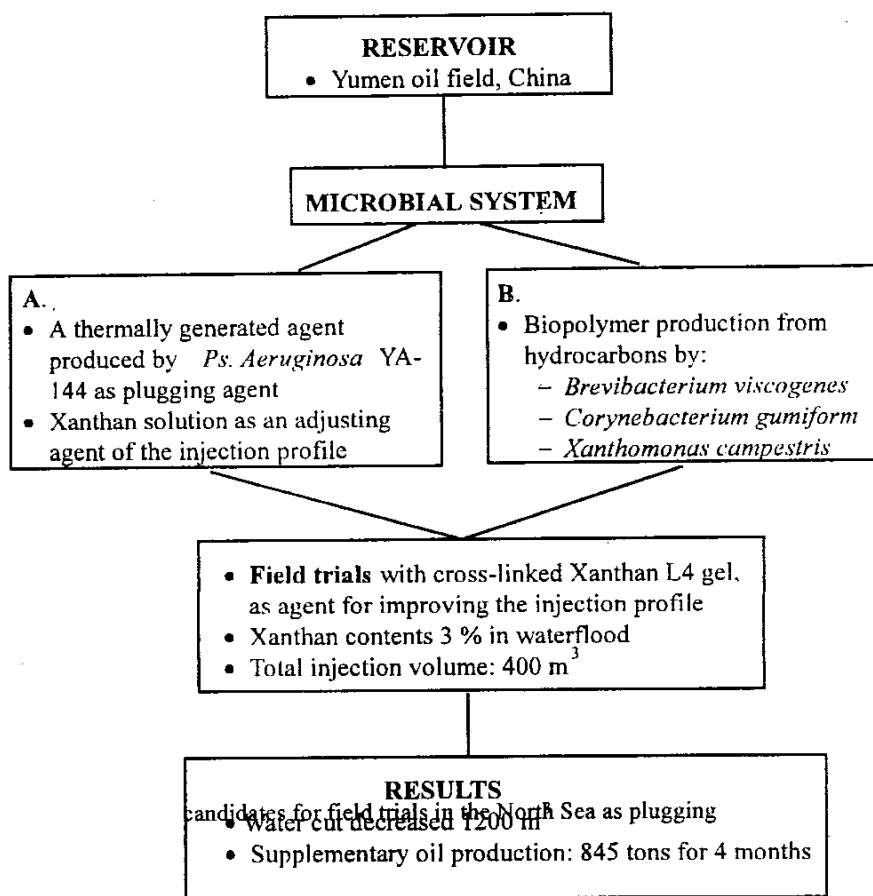 RESERVOIR
• Yumen oil field, China
MICROBIAL SYSTEM
A.
• A thermally generated agent
produced by Ps. Aeruginosa YA-
144 as plugging agent
• Xanthan solution as an adjusting
agent of the injection profile
B.
• Biopolymer production from
hydrocarbons by:
– Brevibacterium viscogenes
– Corynebacterium gumiform
– Xanthomonas campestris
• Field trials with cross-linked Xanthan L4 gel,
as agent for improving the injection profile
• Xanthan contents 3 % in waterflood
• Total injection volume: 400 m³
RESULTS
candidates for field trials in the North Sea as plugging
• Water cut decreased 1200 m³
• Supplementary oil production: 845 tons for 4 months